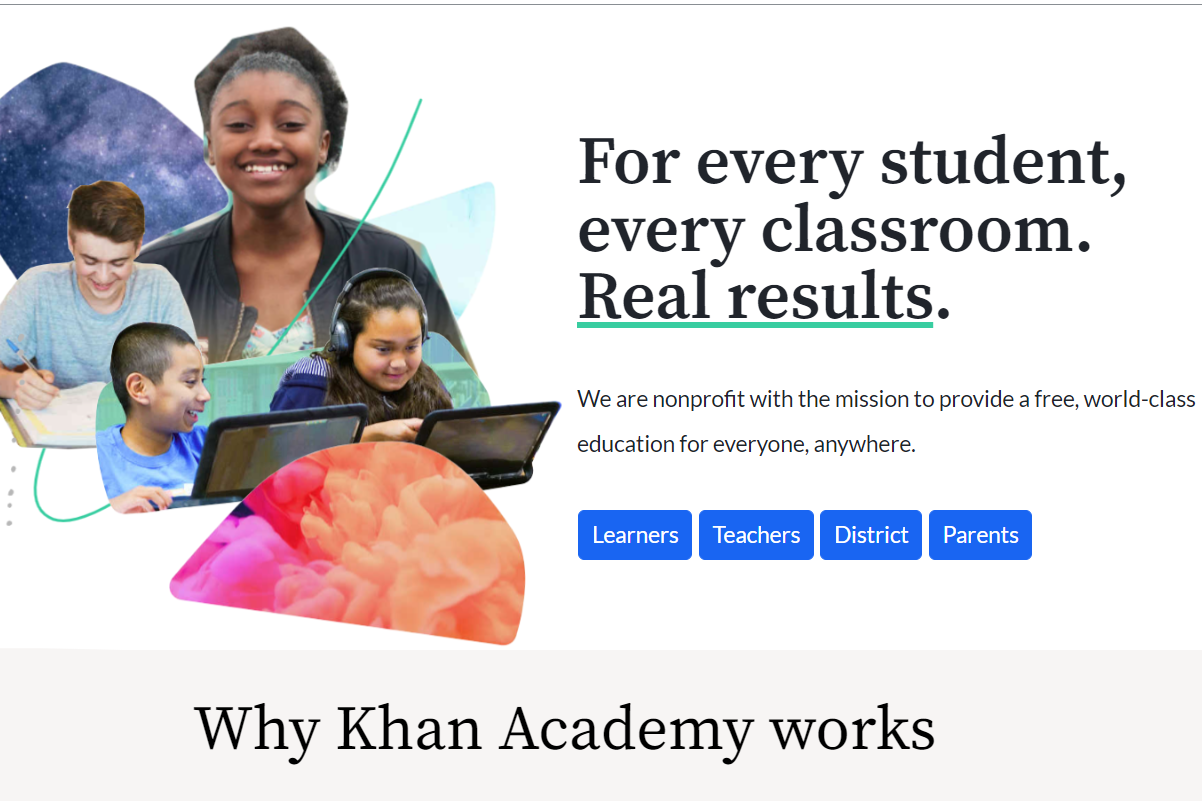 For every student,
every classroom.
Real results.
We are nonprofit with the mission to provide a free, world-class
education for everyone, anywhere.
Learners Teachers District Parents
Why Khan Academy works